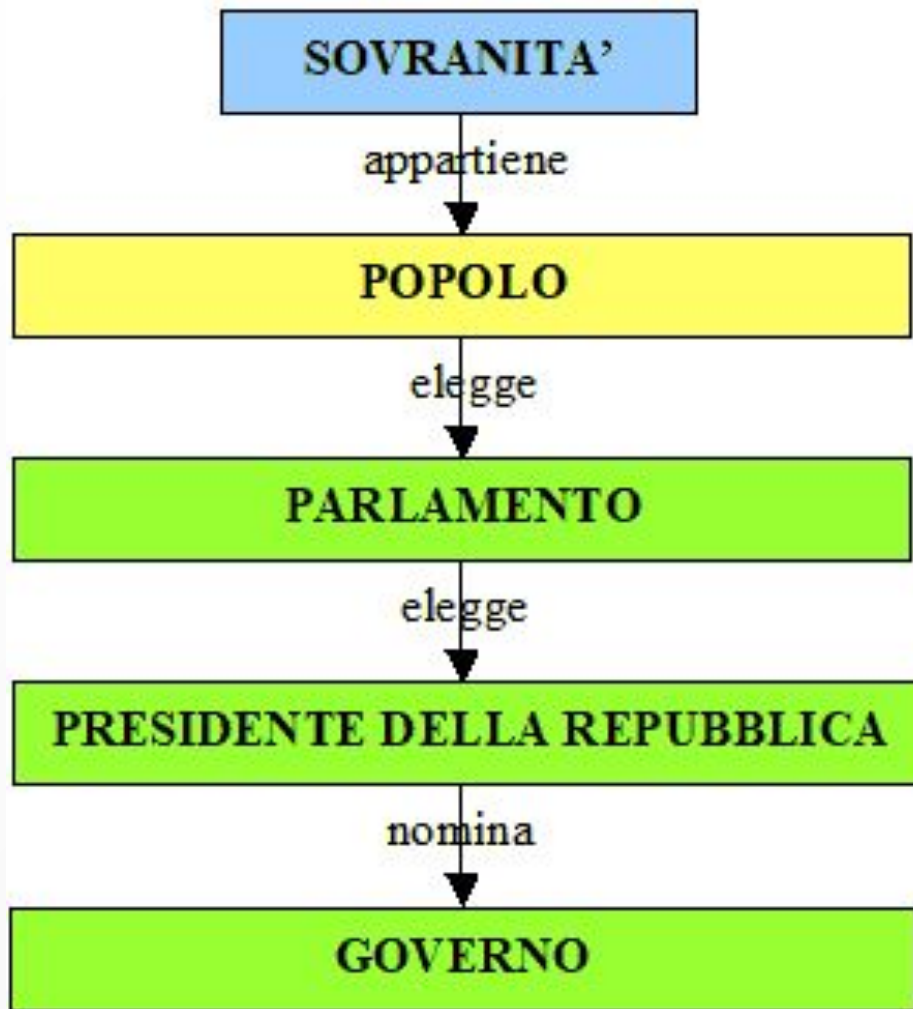 SOVRANITA’
appartiene
POPOLO
elegge
PARLAMENTO
elegge
PRESIDENTE DELLA REPUBBLICA
nomina
GOVERNO